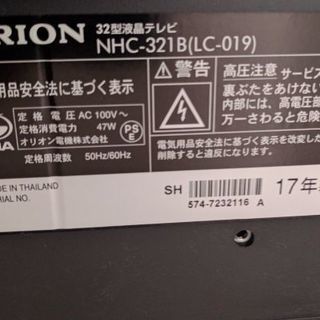 RION
32型液晶テレビ
NHC-321B(LC-019)
用品安全法に基づく表示
定格電圧 AC 100V~
定格消費電力 47W
オリオン電機株式会社
定格周波数 50Hz/60Hz
PS
E
高圧注意 サービス
裏ぶたをあけない
内部には、高電圧部
万一さわると危険
電気用品安全法に基づく表示を改変した
削除すると違反になります。
DE IN THAILAND
RIAL NO.
SH
574-7232116 A
17年